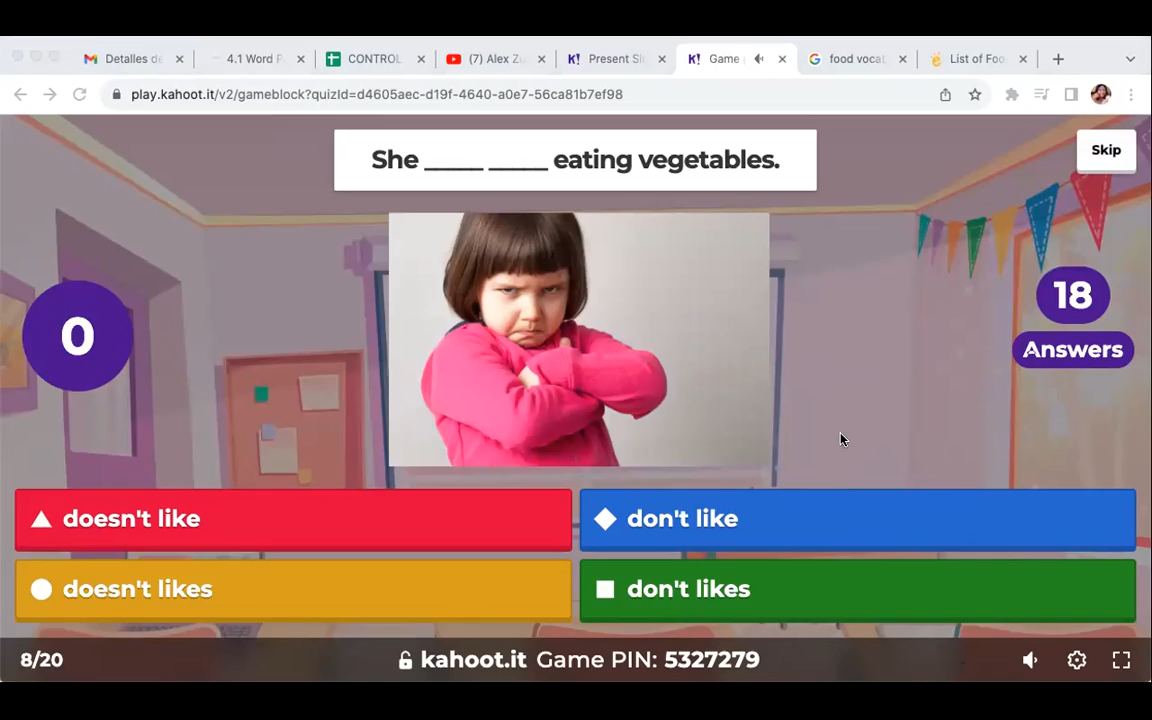 Detalles de
4.1 Word P
CONTROL
(7) Alex Z
K! Present Si
K! Game
food vocab
List of Foo
play.kahoot.it/v2/gameblock?quizId=d4605aec-d19f-4640-a0e7-56ca81b7ef98
She _____ _____ eating vegetables.
Skip
0
18
Answers
doesn't like
don't like
doesn't likes
don't likes
8/20
kahoot.it Game PIN: 5327279